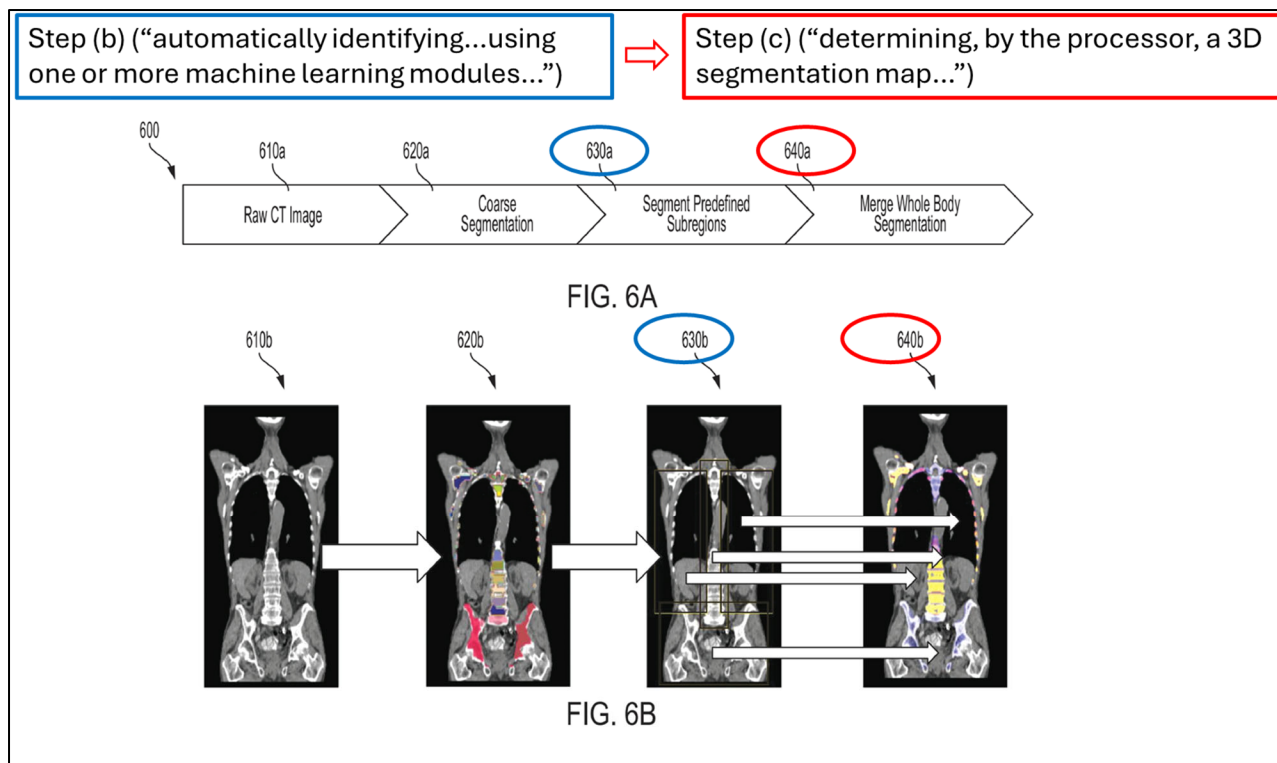 Step (b) (“automatically identifying...using
one or more machine learning modules...”)
Step (c) (“determining, by the processor, a 3D
segmentation map...”)
600
610a
620a
630a
640a
Raw CT Image
Coarse
Segmentation
Segment Predefined
Subregions
Merge Whole Body
Segmentation
FIG. 6A
610b
620b
630b
640b
FIG. 6B